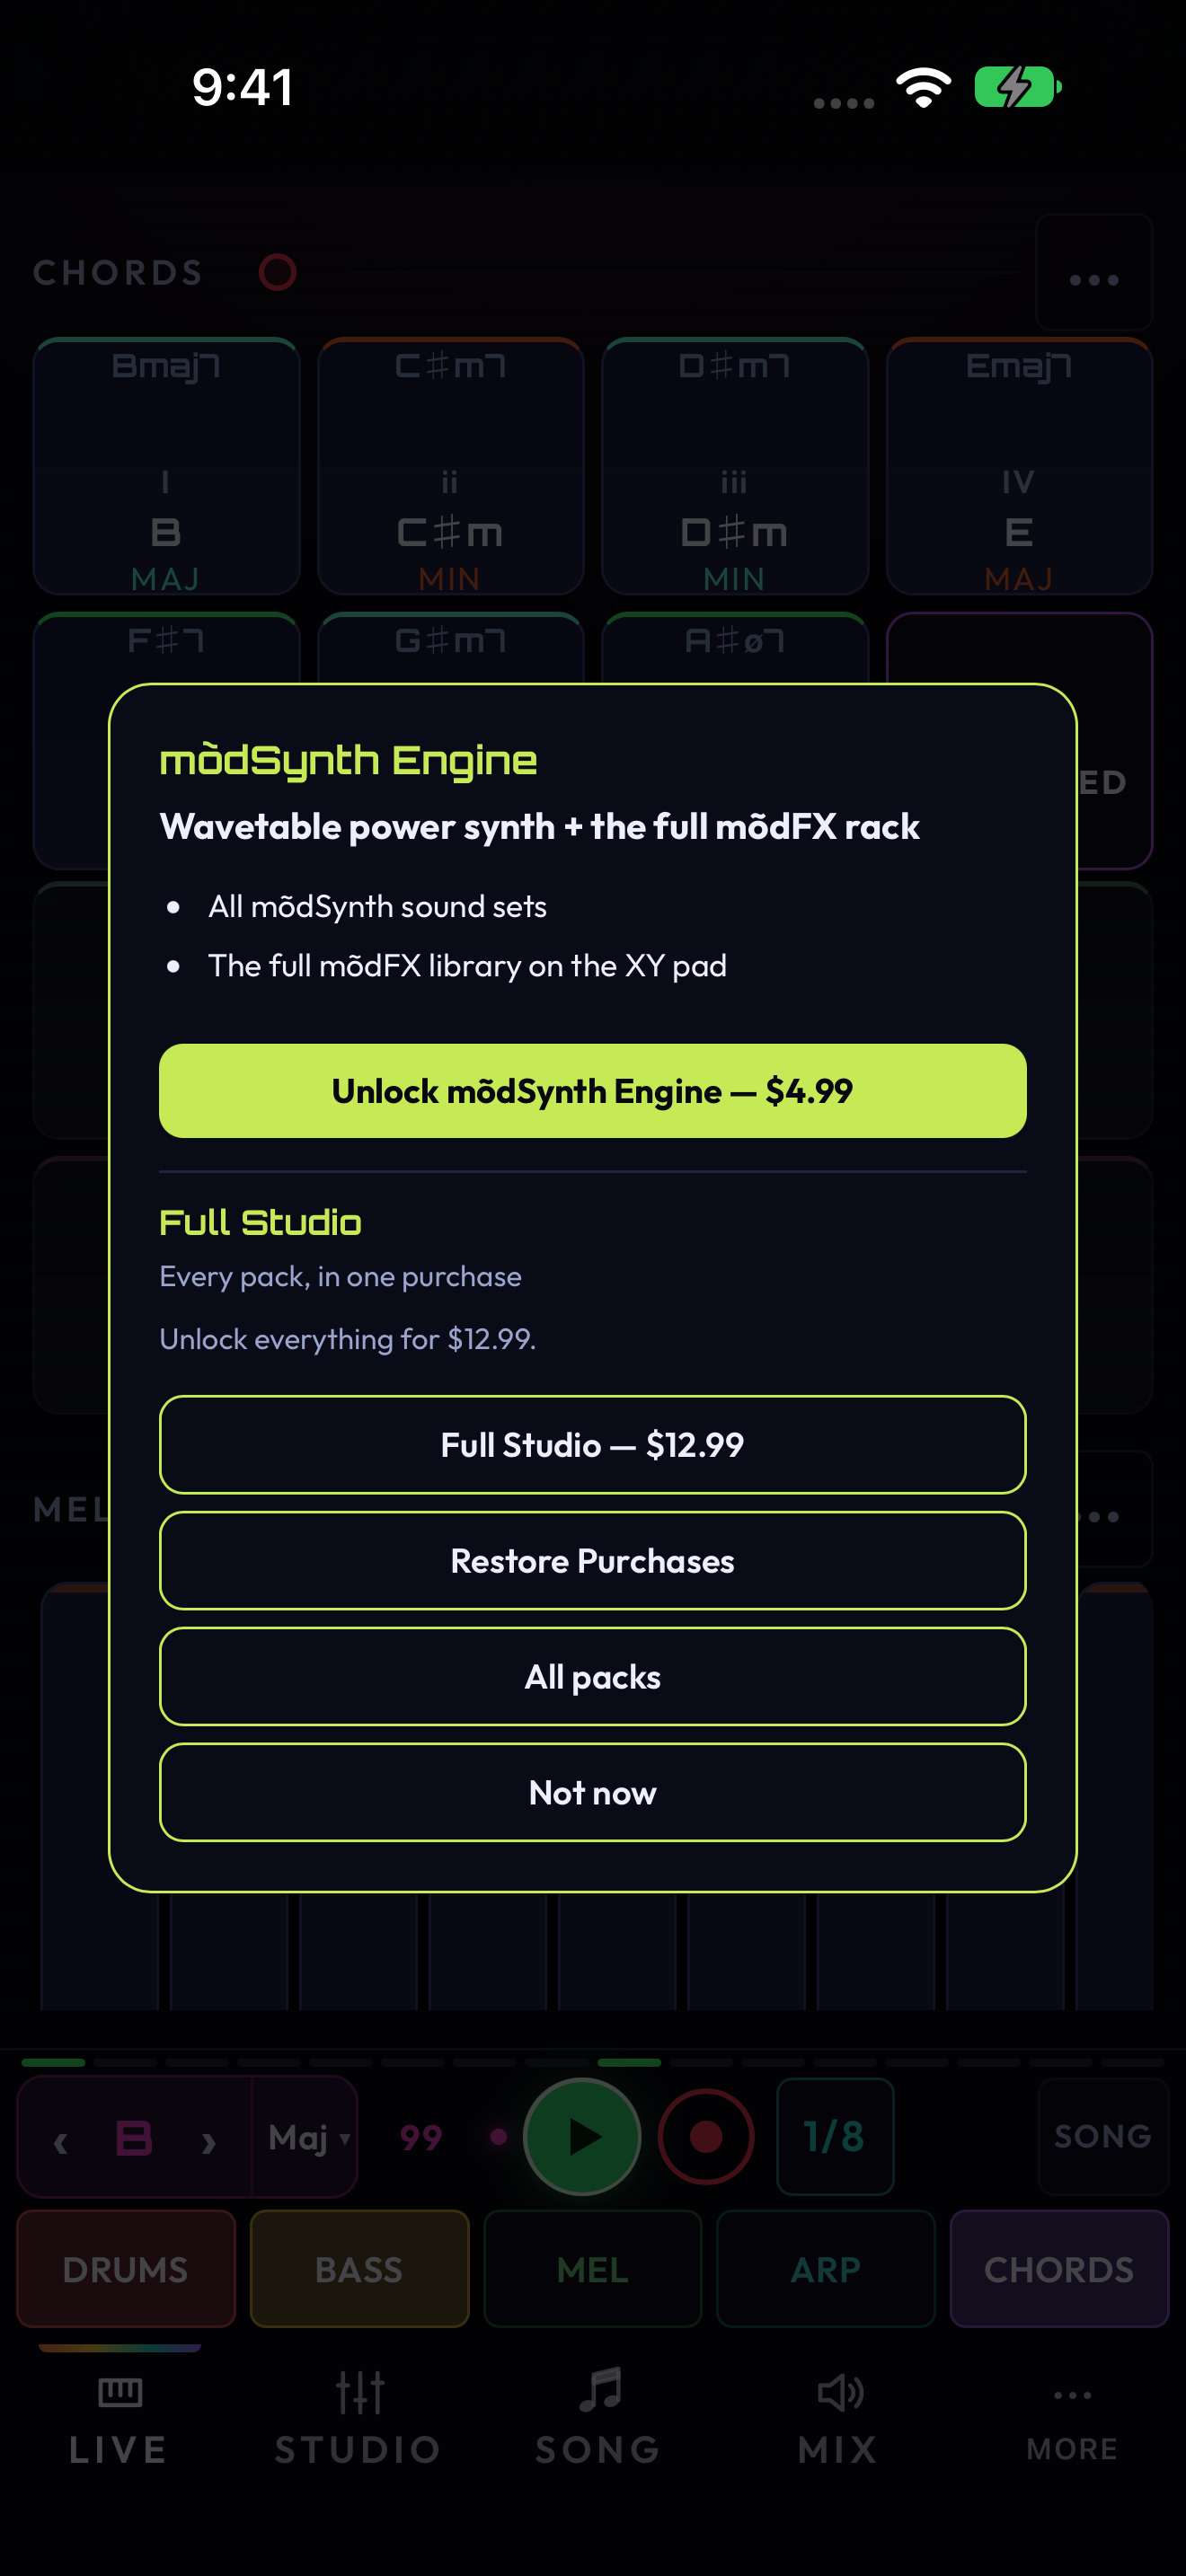 9:41
CHORDS
...
Bmaj7 C♯m7 D♯m7 Emaj7
I ii iii IV
B C♯m D♯m E
MAJ MIN MIN MAJ
F♯7 G♯m7 A♯ø7
ED
mõdSynth Engine
Wavetable power synth + the full mõdFX rack
• All mõdSynth sound sets
• The full mõdFX library on the XY pad
Unlock mõdSynth Engine — $4.99
Full Studio
Every pack, in one purchase
Unlock everything for $12.99.
Full Studio — $12.99
MEL
Restore Purchases
All packs
Not now
‹ B › Maj ▾ 99 1/8 SONG
DRUMS BASS MEL ARP CHORDS
LIVE STUDIO SONG MIX MORE